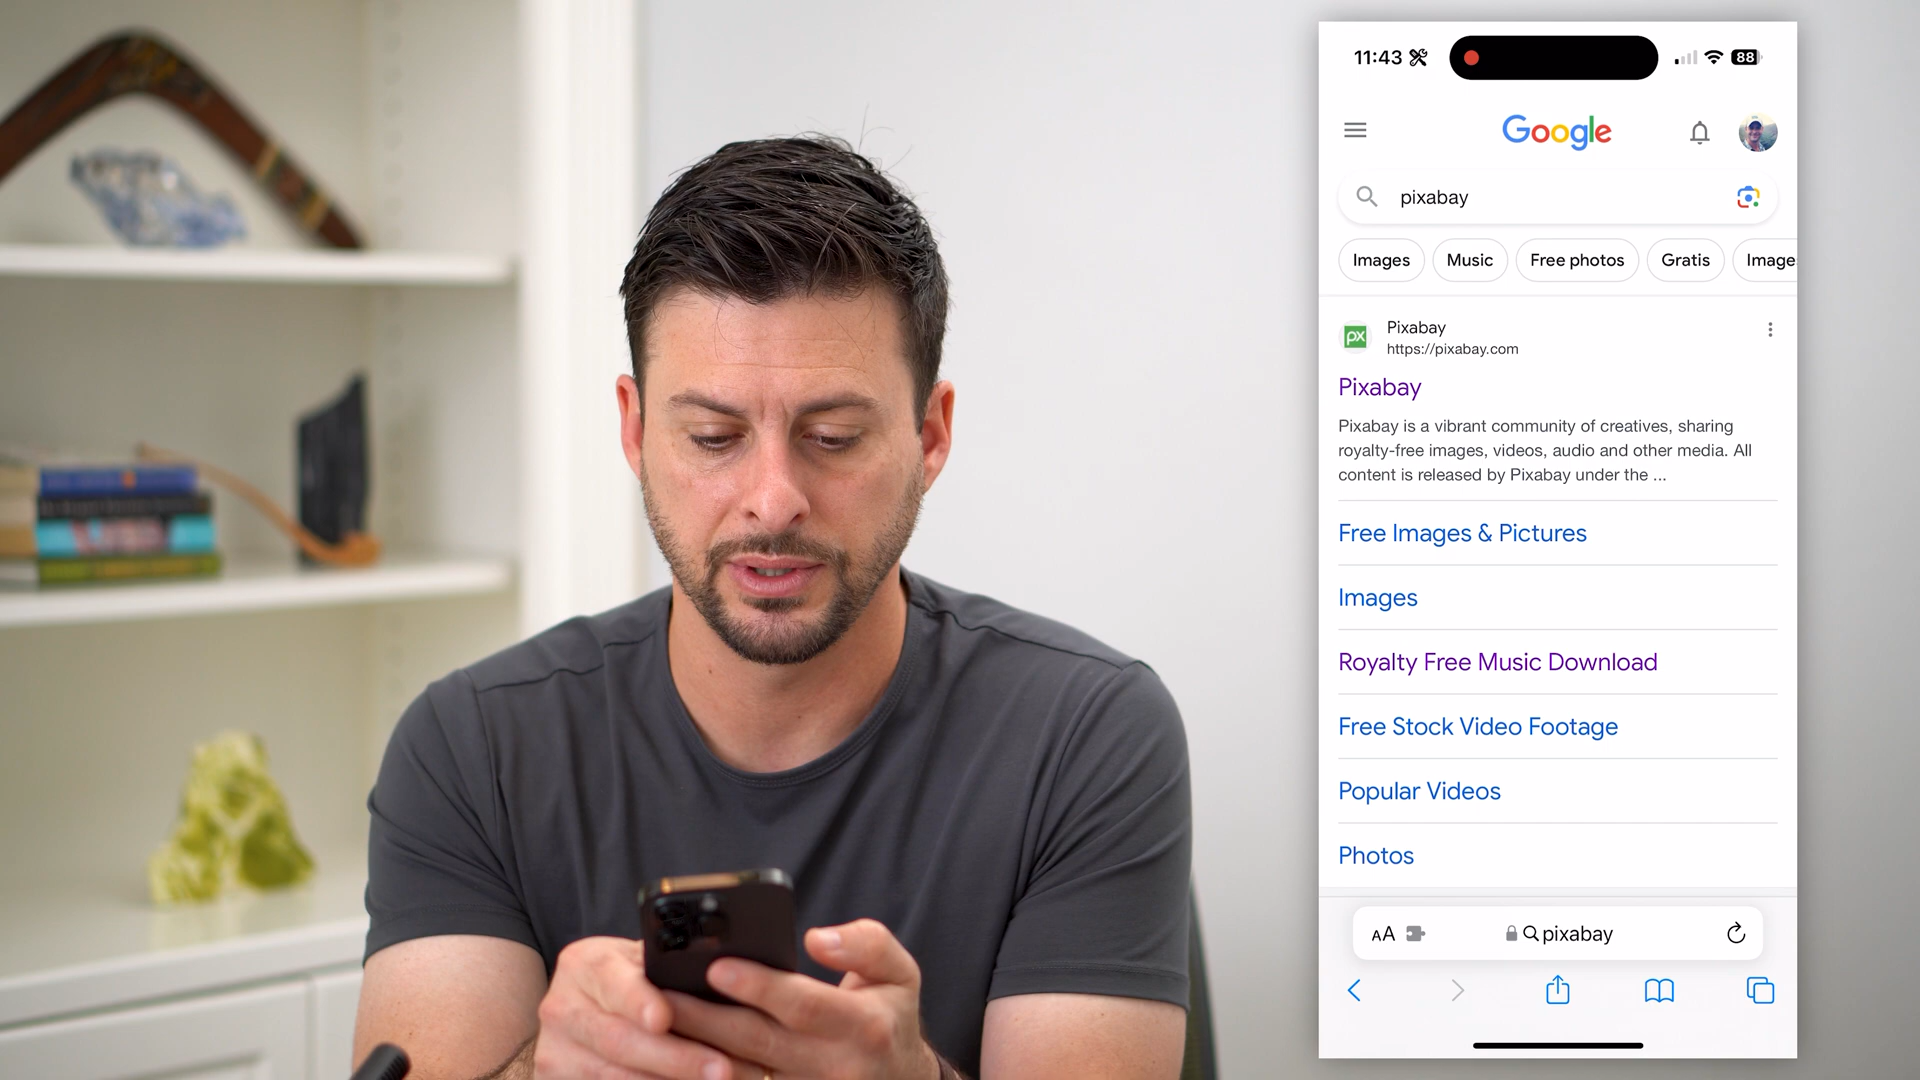 11:43
88
Google
pixabay
Images
Music
Free photos
Gratis
Image
px
Pixabay
https://pixabay.com
Pixabay
Pixabay is a vibrant community of creatives, sharing
royalty-free images, videos, audio and other media. All
content is released by Pixabay under the ...
Free Images & Pictures
Images
Royalty Free Music Download
Free Stock Video Footage
Popular Videos
Photos
AA
pixabay